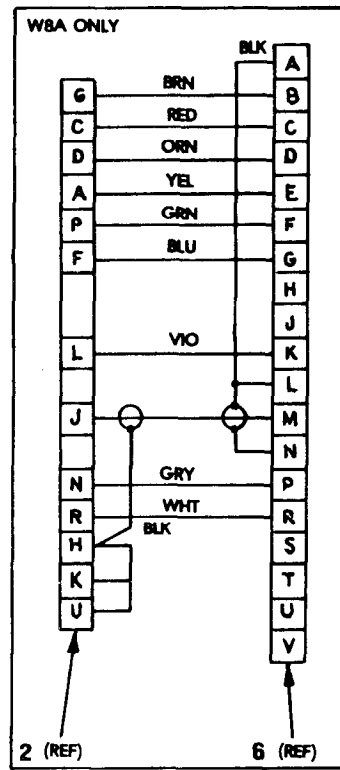 W8A ONLY
BLK
A
G BRN B
C RED C
D ORN D
A YEL E
P GRN F
F BLU G
H
J
L VIO K
L
J M
N
N GRY P
R WHT R
H BLK S
K T
U U
V
2 (REF) 6 (REF)